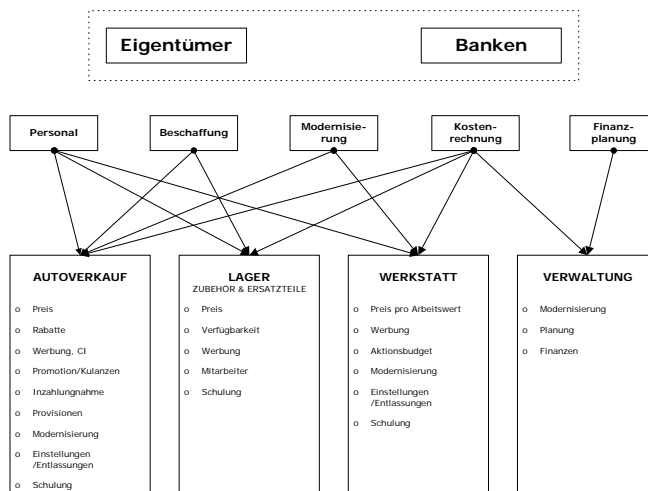 Eigentümer
Banken
Personal
Beschaffung
Modernisie-
rung
Kosten-
rechnung
Finanz-
planung
AUTOVERKAUF
o Preis
o Rabatte
o Werbung, CI
o Promotion/Kulanzen
o Inzahlungnahme
o Provisionen
o Modernisierung
o Einstellungen
/Entlassungen
o Schulung
LAGER
ZUBEHÖR & ERSATZTEILE
o Preis
o Verfügbarkeit
o Werbung
o Mitarbeiter
o Schulung
WERKSTATT
o Preis pro Arbeitswert
o Werbung
o Aktionsbudget
o Modernisierung
o Einstellungen
/Entlassungen
o Schulung
VERWALTUNG
o Modernisierung
o Planung
o Finanzen